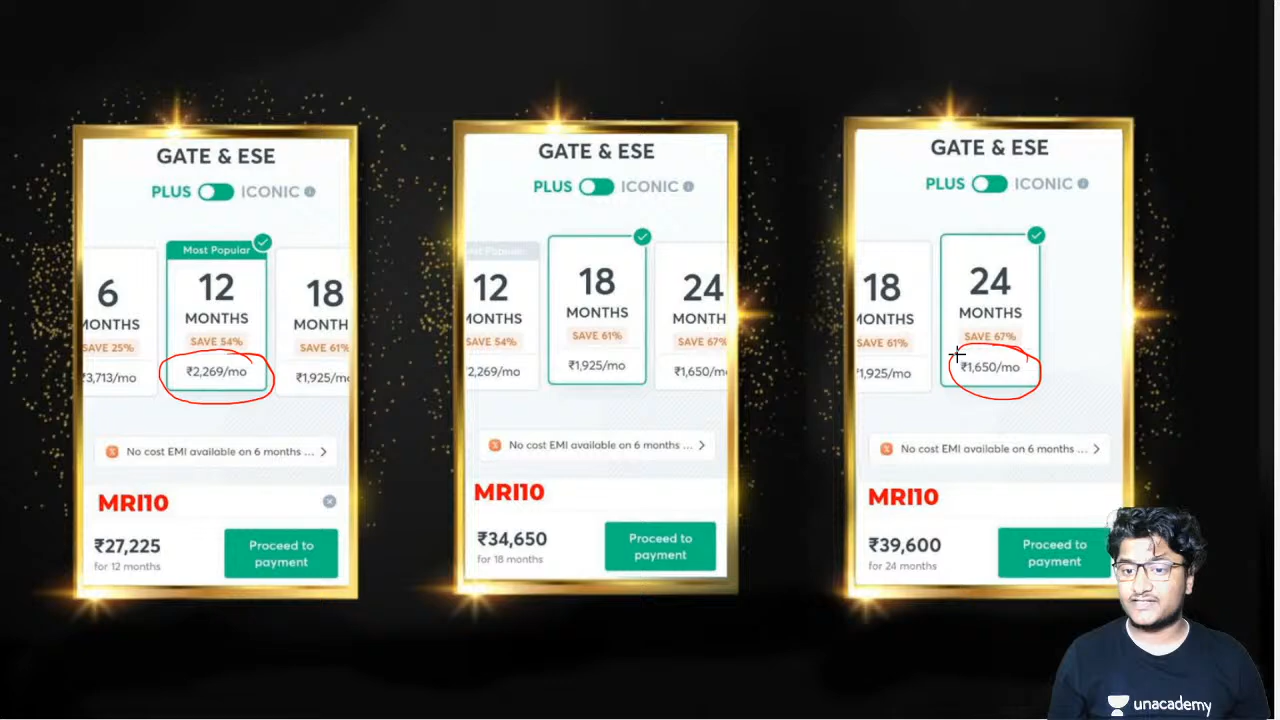 GATE & ESE
PLUS ICONIC
6
MONTHS
SAVE 25%
₹3,713/mo
Most Popular
12
MONTHS
SAVE 54%
₹2,269/mo
18
MONTH
SAVE 61%
₹1,925/mo
No cost EMI available on 6 months ...
MRI10
₹27,225
for 12 months
Proceed to
payment
GATE & ESE
PLUS ICONIC
most Popular
12
MONTHS
SAVE 54%
2,269/mo
18
MONTHS
SAVE 61%
₹1,925/mo
24
MONTH
SAVE 67%
₹1,650/mo
No cost EMI available on 6 months ...
MRI10
₹34,650
for 18 months
Proceed to
payment
GATE & ESE
PLUS ICONIC
18
MONTHS
SAVE 61%
₹1,925/mo
24
MONTHS
SAVE 67%
₹1,650/mo
No cost EMI available on 6 months ...
MRI10
₹39,600
for 24 months
Proceed to
payment
unacademy